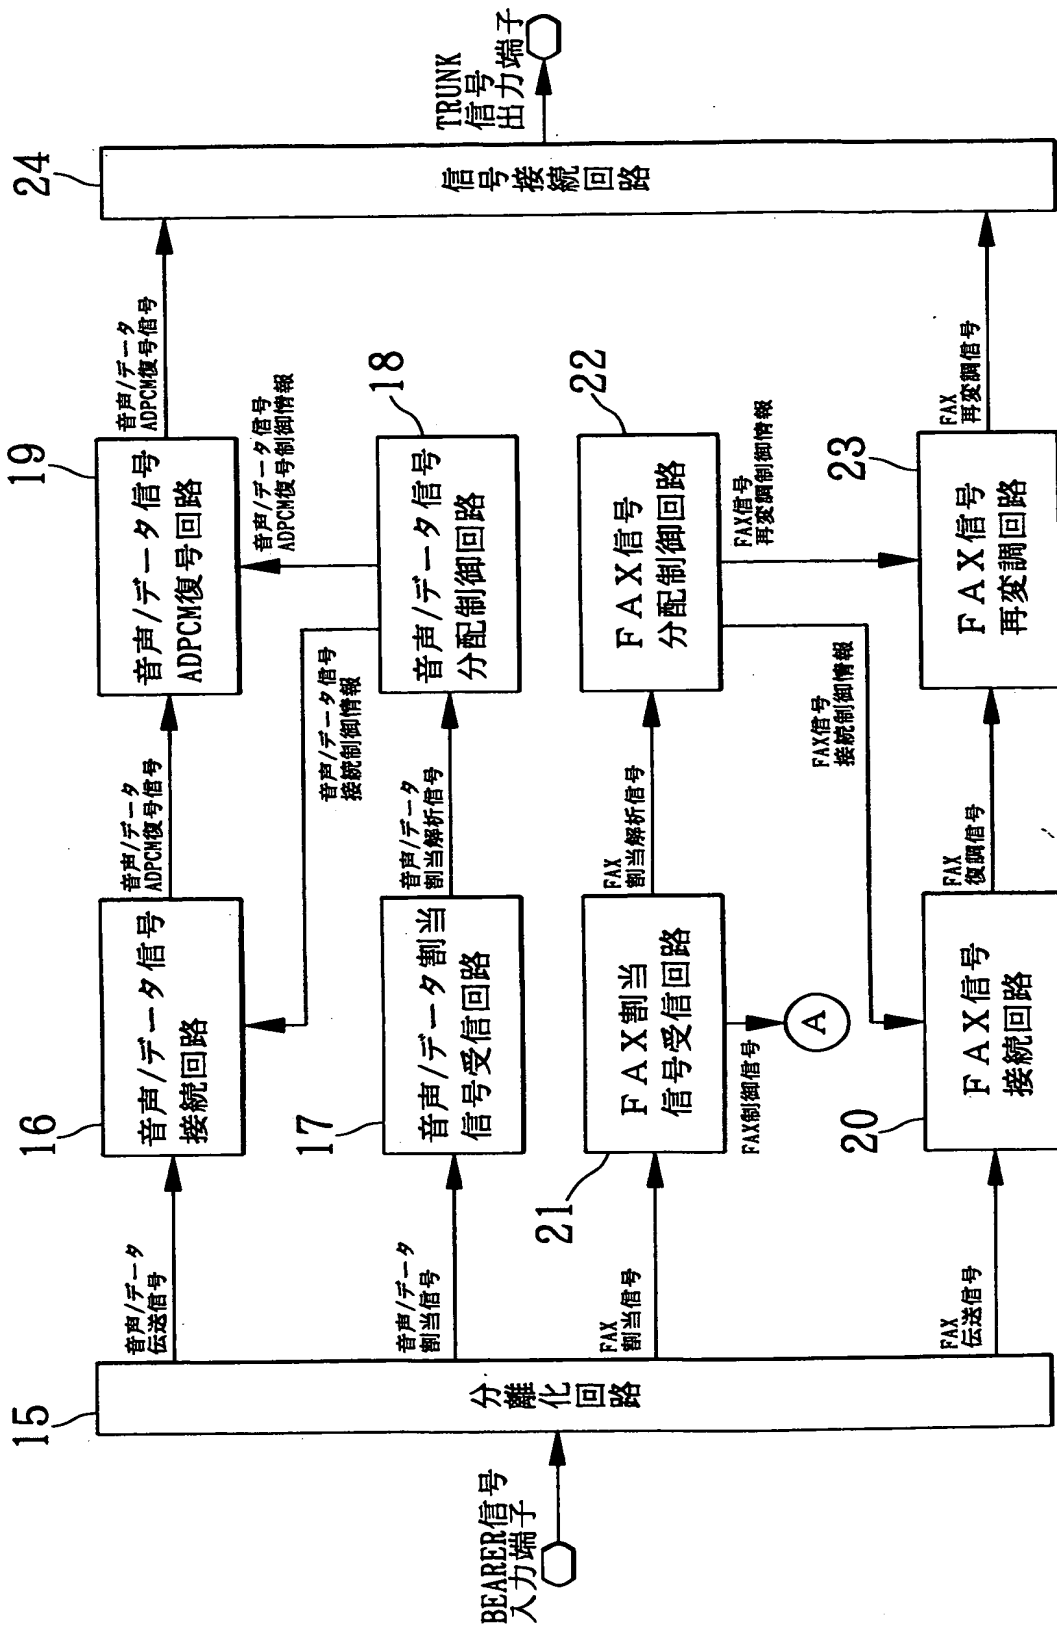 BEARER信号
入力端子
15
分離化回路
音声/データ
伝送信号
音声/データ
割当信号
FAX
割当信号
FAX
伝送信号
16
音声/データ信号
接続回路
17
音声/データ割当
信号受信回路
21
FAX割当
信号受信回路
FAX制御信号
A
20
FAX信号
接続回路
音声/データ
ADPCM復号信号
音声/データ信号
接続制御情報
音声/データ
割当解析信号
FAX
割当解析信号
FAX信号
接続制御情報
FAX
復調信号
19
音声/データ信号
ADPCM復号回路
音声/データ信号
ADPCM復号制御情報
18
音声/データ信号
分配制御回路
22
FAX信号
分配制御回路
FAX信号
再変調制御情報
23
FAX信号
再変調回路
音声/データ
ADPCM復号信号
FAX
再変調信号
24
信号接続回路
TRUNK
信号
出力端子